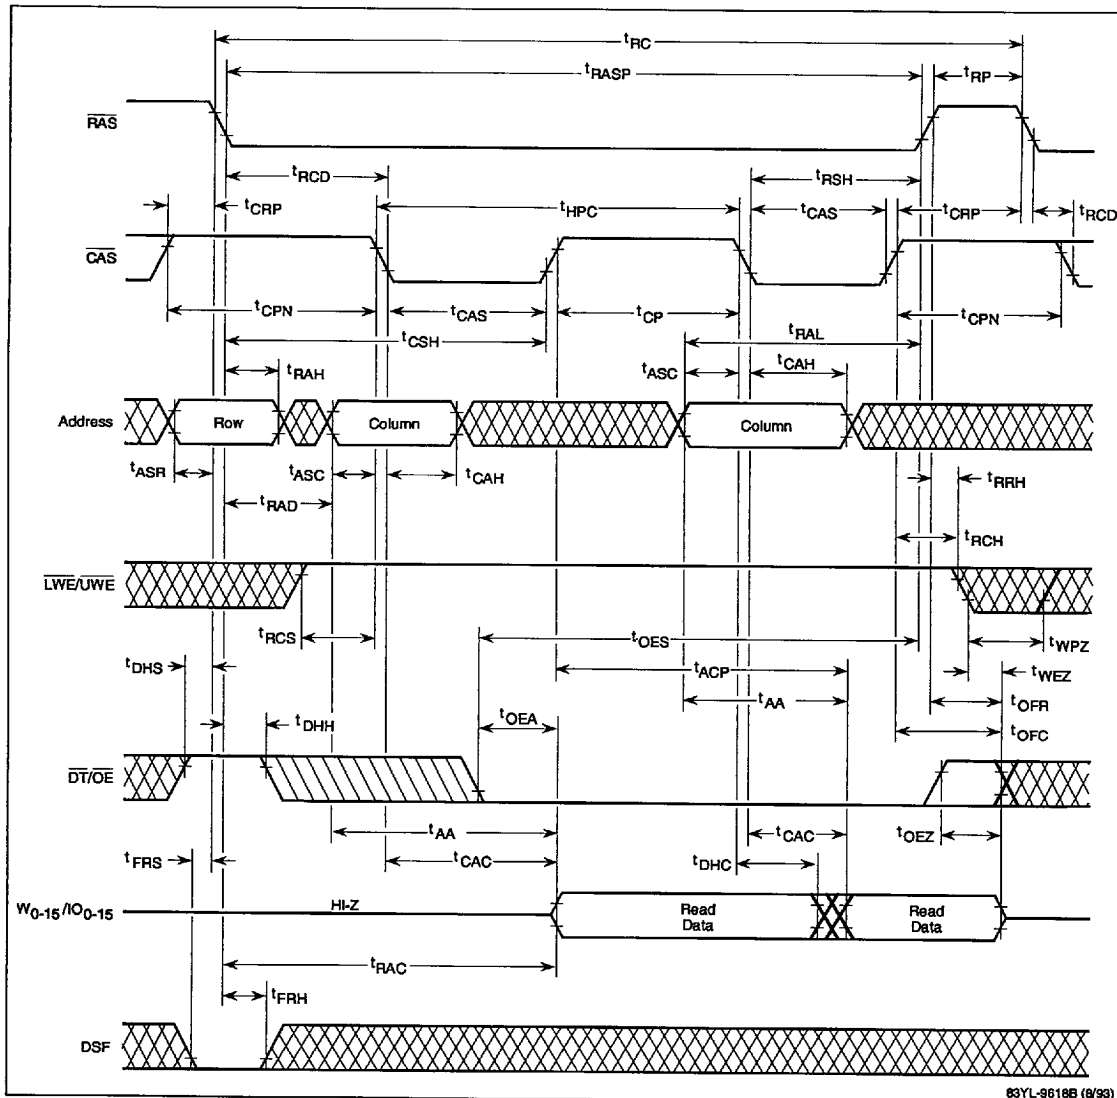 tRC
tRASP
tRP
RAS
tRCD
tRSH
tCRP
tHPC
tCAS
tCRP
tRCD
CAS
tCPN
tCAS
tCP
tCPN
tCSH
tRAL
tRAH
tASC
tCAH
Address
Row
Column
Column
tASR
tASC
tCAH
tRAD
tRRH
tRCH
LWE/UWE
tRCS
tOES
tWPZ
tDHS
tACP
tWEZ
tAA
tOFR
tDHH
tOEA
tOFC
DT/OE
tAA
tCAC
tOEZ
tFRS
tCAC
tDHC
W0-15/IO0-15
HI-Z
Read
Data
Read
Data
tRAC
tFRH
DSF
83YL-9618B (8/93)